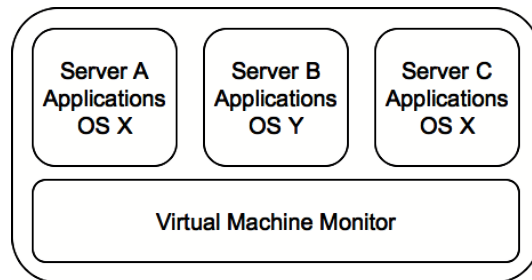 Server A
Applications
OS X
Server B
Applications
OS Y
Server C
Applications
OS X
Virtual Machine Monitor